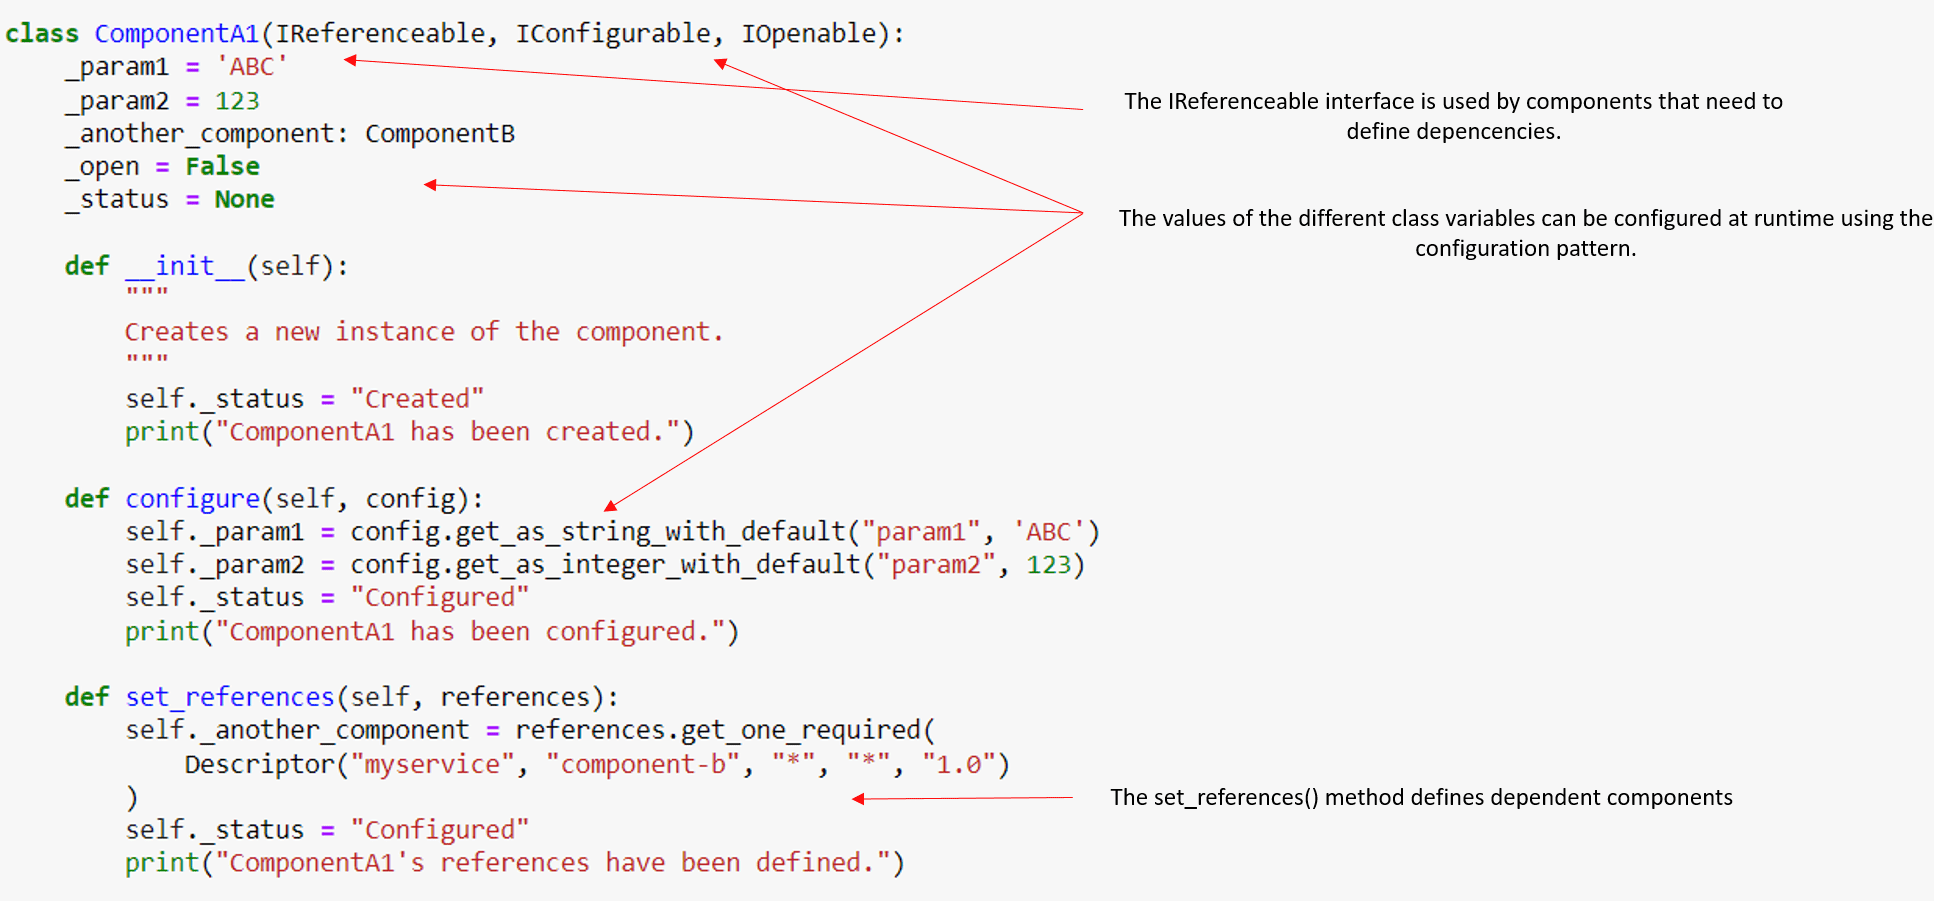 class ComponentA1(IReferenceable, IConfigurable, IOpenable):
    _param1 = 'ABC'
    _param2 = 123
    _another_component: ComponentB
    _open = False
    _status = None
    def __init__(self):
        """
        Creates a new instance of the component.
        """
        self._status = "Created"
        print("ComponentA1 has been created.")
    def configure(self, config):
        self._param1 = config.get_as_string_with_default("param1", 'ABC')
        self._param2 = config.get_as_integer_with_default("param2", 123)
        self._status = "Configured"
        print("ComponentA1 has been configured.")
    def set_references(self, references):
        self._another_component = references.get_one_required(
            Descriptor("myservice", "component-b", "*", "*", "1.0")
        )
        self._status = "Configured"
        print("ComponentA1's references have been defined.")
The IReferenceable interface is used by components that need to
define depencencies.
The values of the different class variables can be configured at runtime using the
configuration pattern.
The set_references() method defines dependent components